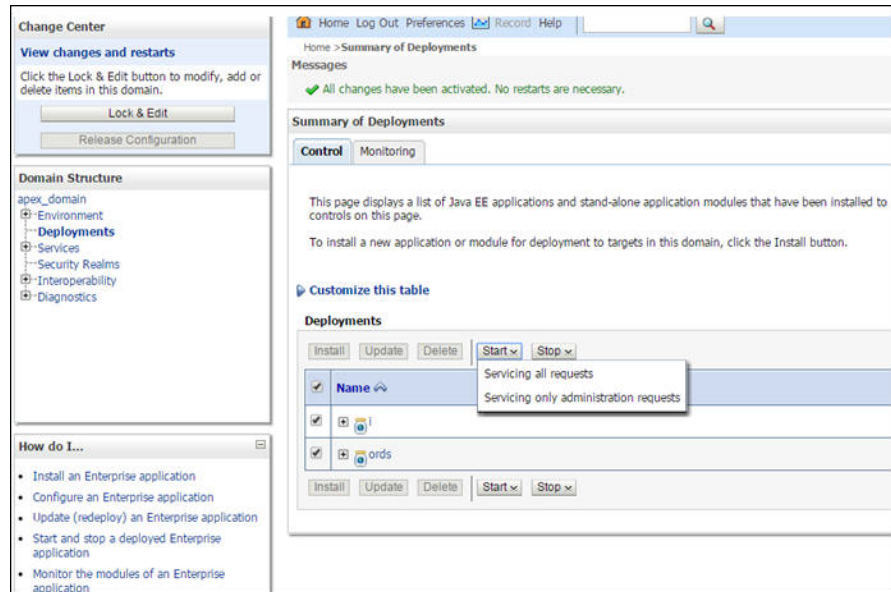 Change Center
View changes and restarts
Click the Lock & Edit button to modify, add or
delete items in this domain.
Lock & Edit
Release Configuration
Domain Structure
apex_domain
Environment
Deployments
Services
Security Realms
Interoperability
Diagnostics
How do I...
Install an Enterprise application
Configure an Enterprise application
Update (redeploy) an Enterprise application
Start and stop a deployed Enterprise
application
Monitor the modules of an Enterprise
application
Home Log Out Preferences Record Help
Home >Summary of Deployments
Messages
All changes have been activated. No restarts are necessary.
Summary of Deployments
Control Monitoring
This page displays a list of Java EE applications and stand-alone application modules that have been installed to
controls on this page.
To install a new application or module for deployment to targets in this domain, click the Install button.
Customize this table
Deployments
Install Update Delete Start Stop
Servicing all requests
Servicing only administration requests
Name
i
ords
Install Update Delete Start Stop